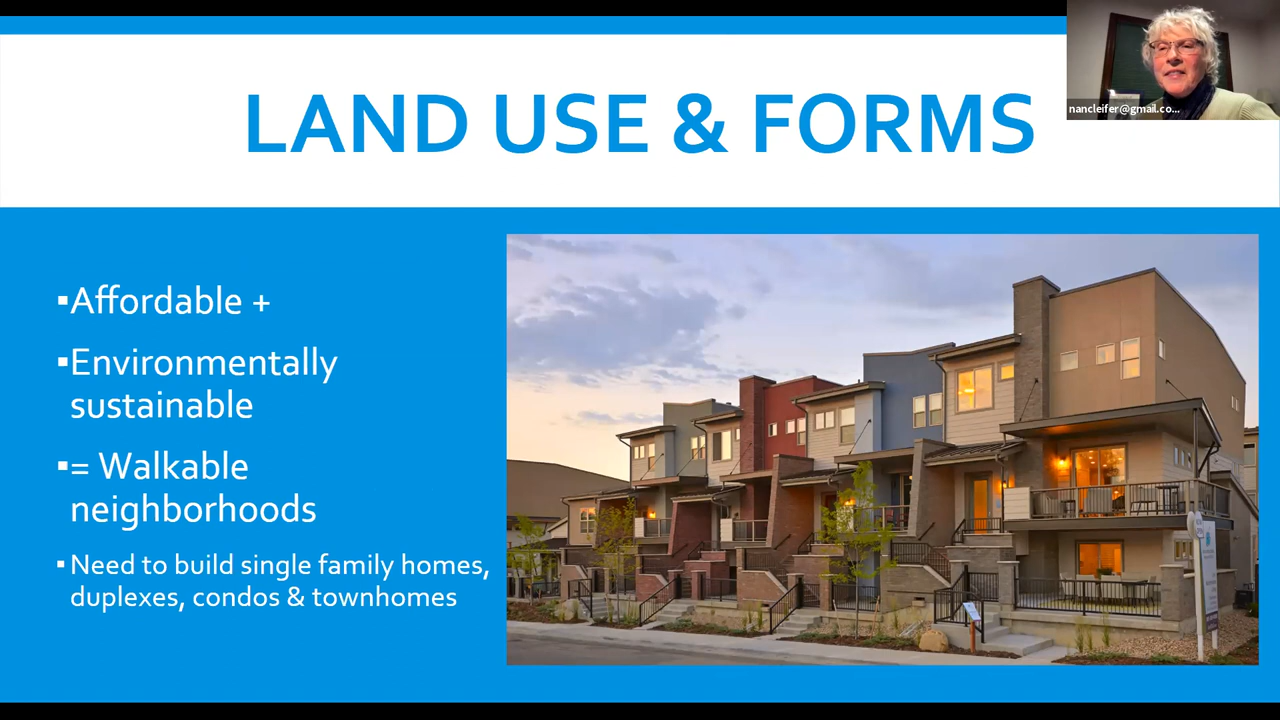 LAND USE & FORMS
nancleifer@gmail.co...
▪Affordable +
▪Environmentally
sustainable
▪= Walkable
neighborhoods
▪Need to build single family homes,
duplexes, condos & townhomes